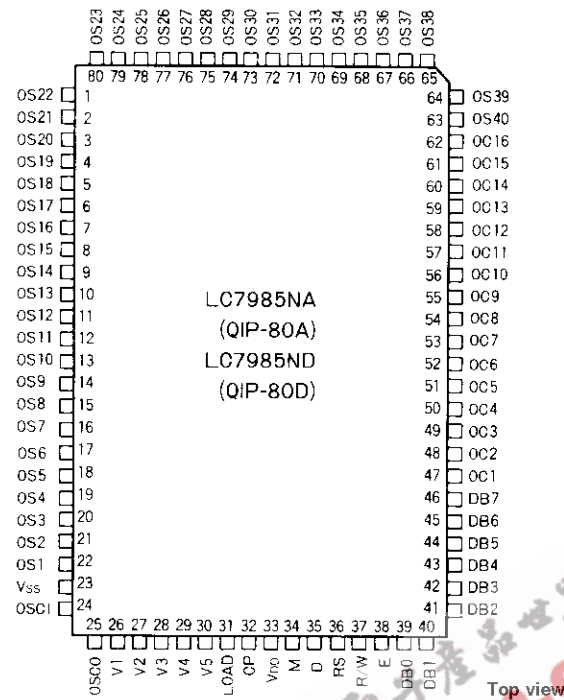 OS23 OS24 OS25 OS26 OS27 OS28 OS29 OS30 OS31 OS32 OS33 OS34 OS35 OS36 OS37 OS38
80 79 78 77 76 75 74 73 72 71 70 69 68 67 66 65
OS22 1 64 OS39
OS21 2 63 OS40
OS20 3 62 OC16
OS19 4 61 OC15
OS18 5 60 OC14
OS17 6 59 OC13
OS16 7 58 OC12
OS15 8 57 OC11
OS14 9 56 OC10
OS13 10 55 OC9
OS12 11 54 OC8
OS11 12 53 OC7
OS10 13 52 OC6
OS9 14 51 OC5
OS8 15 50 OC4
OS7 16 49 OC3
OS6 17 48 OC2
OS5 18 47 OC1
OS4 19 46 DB7
OS3 20 45 DB6
OS2 21 44 DB5
OS1 22 43 DB4
Vss 23 42 DB3
OSCI 24 41 DB2
LC7985NA
(QIP-80A)
LC7985ND
(QIP-80D)
25 26 27 28 29 30 31 32 33 34 35 36 37 38 39 40
OSCO V1 V2 V3 V4 V5 LOAD CP VDD M D RS R/W E DB0 DB1
Top view